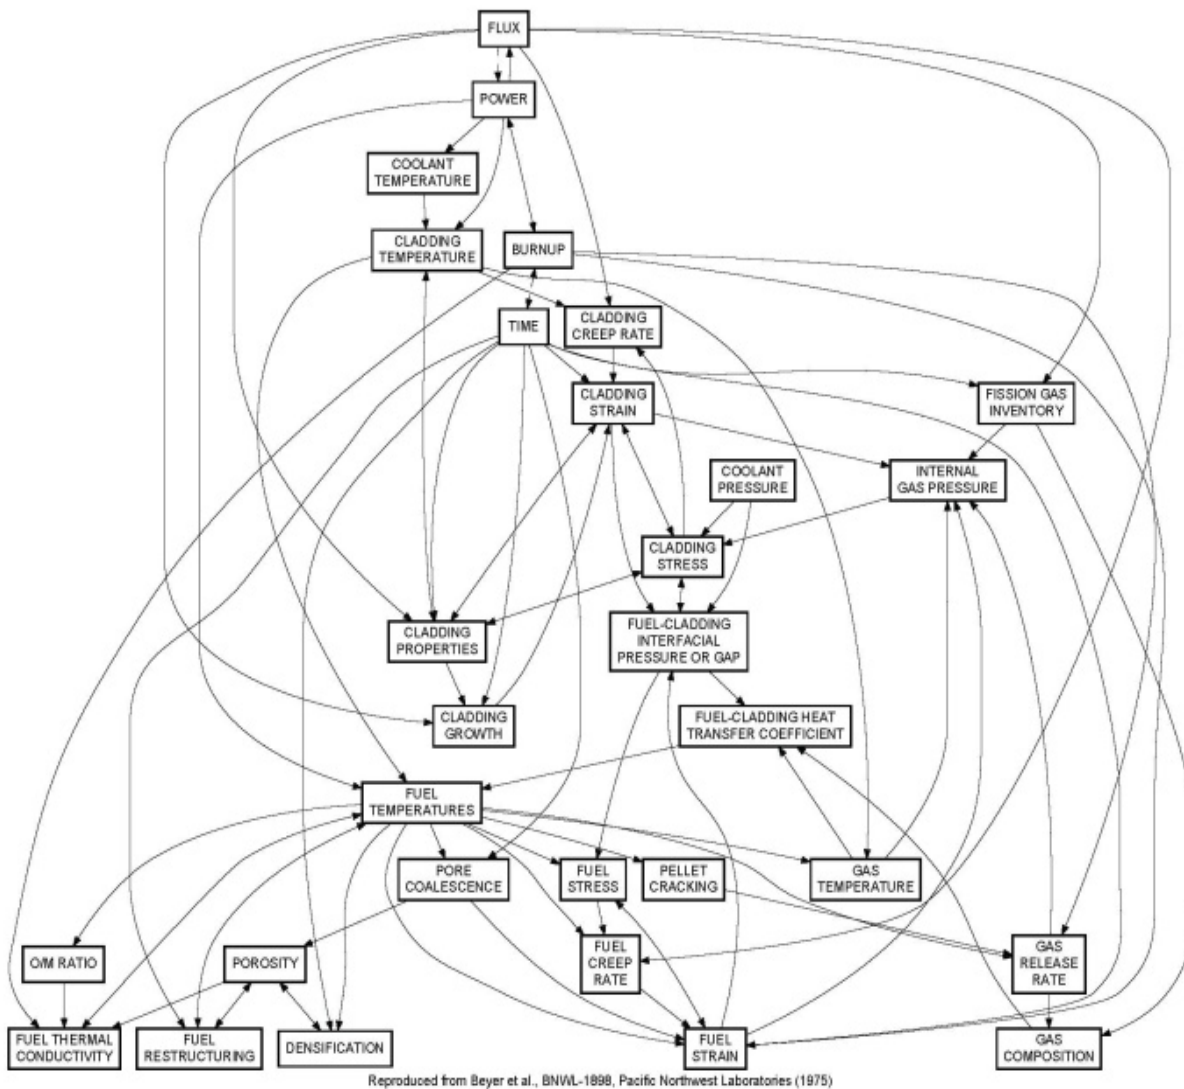 FLUX
POWER
COOLANT
TEMPERATURE
CLADDING
TEMPERATURE
BURNUP
TIME
CLADDING
CREEP RATE
CLADDING
STRAIN
FISSION GAS
INVENTORY
COOLANT
PRESSURE
INTERNAL
GAS PRESSURE
CLADDING
STRESS
CLADDING
PROPERTIES
FUEL-CLADDING
INTERFACIAL
PRESSURE OR GAP
CLADDING
GROWTH
FUEL-CLADDING HEAT
TRANSFER COEFFICIENT
FUEL
TEMPERATURES
PORE
COALESCENCE
FUEL
STRESS
PELLET
CRACKING
GAS
TEMPERATURE
O/M RATIO
POROSITY
FUEL
CREEP
RATE
GAS
RELEASE
RATE
FUEL THERMAL
CONDUCTIVITY
FUEL
RESTRUCTURING
DENSIFICATION
FUEL
STRAIN
GAS
COMPOSITION
Reproduced from Beyer et al., BNWL-1898, Pacific Northwest Laboratories (1975)